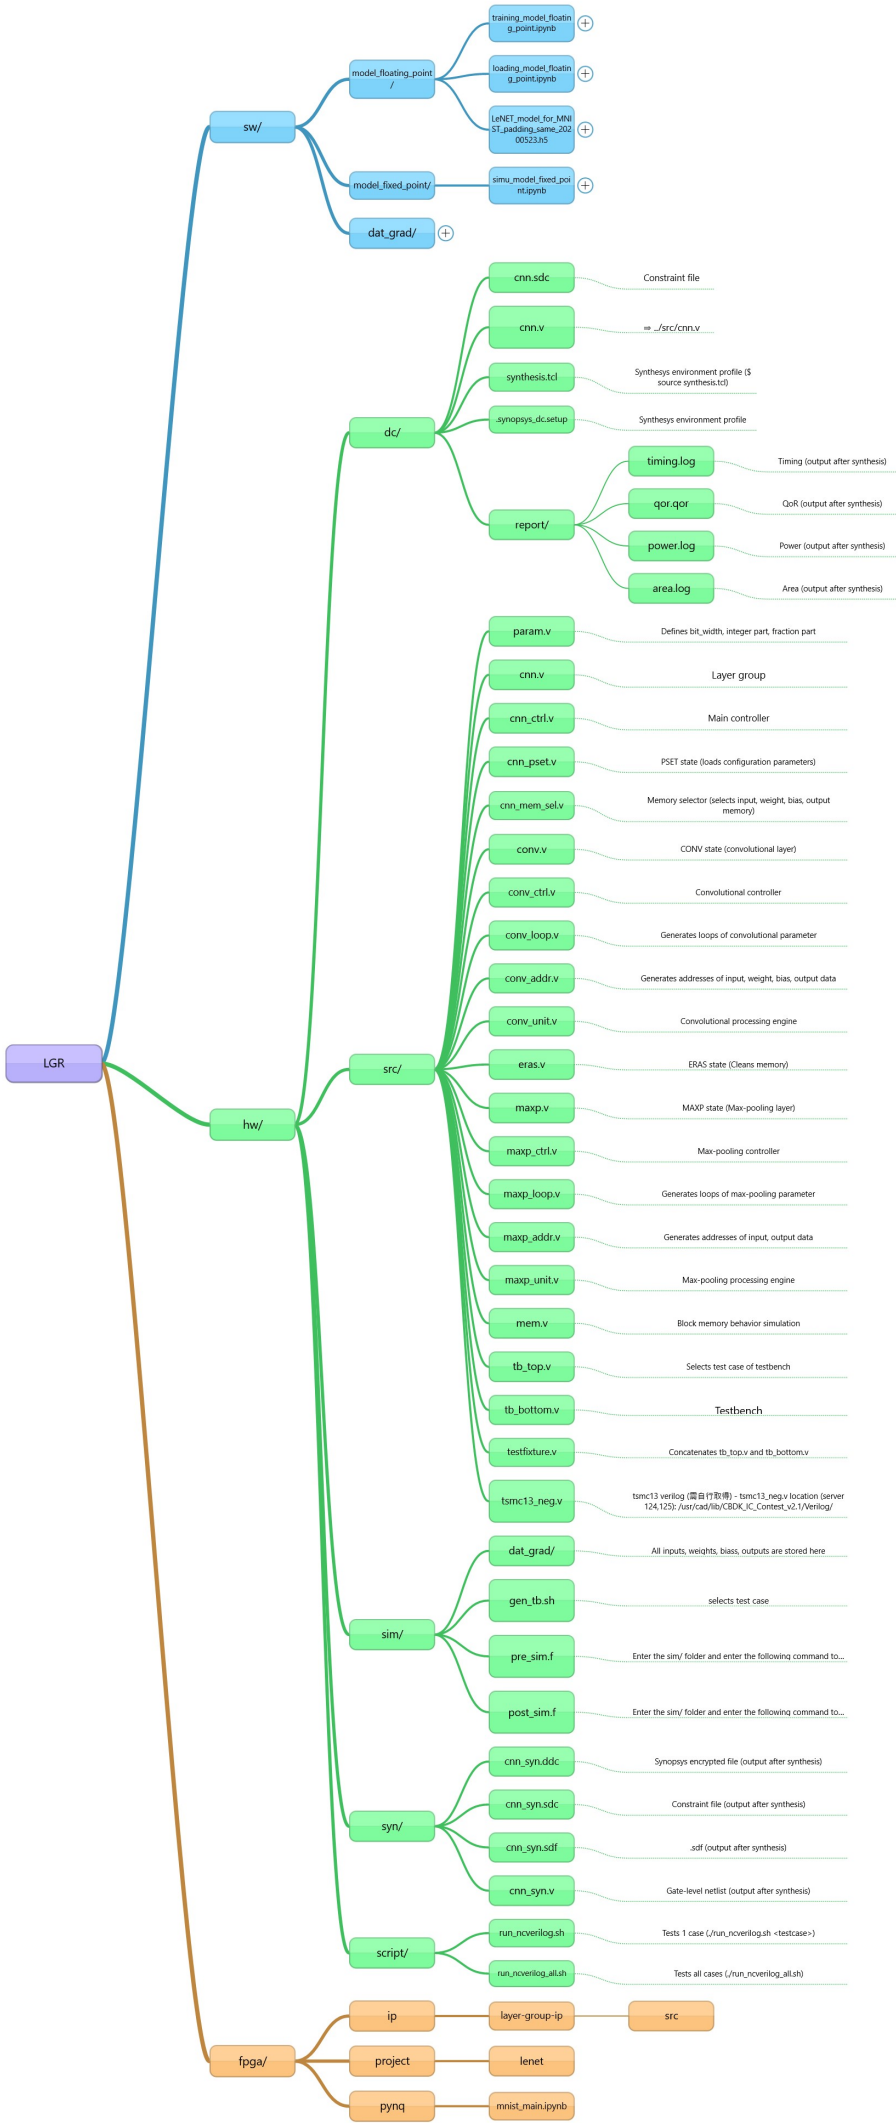 LGR
sw/
model_floating_point
/
training_model_floatin
g_point.ipynb
loading_model_floatin
g_point.ipynb
LeNET_model_for_MNI
ST_padding_same_202
00523.h5
model_fixed_point/
simu_model_fixed_poi
nt.ipynb
dat_grad/
hw/
dc/
cnn.sdc
Constraint file
cnn.v
⇒ ../src/cnn.v
synthesis.tcl
Synthesys environment profile ($
source synthesis.tcl)
.synopsys_dc.setup
Synthesys environment profile
report/
timing.log
Timing (output after synthesis)
qor.qor
QoR (output after synthesis)
power.log
Power (output after synthesis)
area.log
Area (output after synthesis)
src/
param.v
Defines bit_width, integer part, fraction part
cnn.v
Layer group
cnn_ctrl.v
Main controller
cnn_pset.v
PSET state (loads configuration parameters)
cnn_mem_sel.v
Memory selector (selects input, weight, bias, output
memory)
conv.v
CONV state (convolutional layer)
conv_ctrl.v
Convolutional controller
conv_loop.v
Generates loops of convolutional parameter
conv_addr.v
Generates addresses of input, weight, bias, output data
conv_unit.v
Convolutional processing engine
eras.v
ERAS state (Cleans memory)
maxp.v
MAXP state (Max-pooling layer)
maxp_ctrl.v
Max-pooling controller
maxp_loop.v
Generates loops of max-pooling parameter
maxp_addr.v
Generates addresses of input, output data
maxp_unit.v
Max-pooling processing engine
mem.v
Block memory behavior simulation
tb_top.v
Selects test case of testbench
tb_bottom.v
Testbench
testfixture.v
Concatenates tb_top.v and tb_bottom.v
tsmc13_neg.v
tsmc13 verilog (需自行取得) - tsmc13_neg.v location (server
124,125): /usr/cad/lib/CBDK_IC_Contest_v2.1/Verilog/
sim/
dat_grad/
All inputs, weights, biass, outputs are stored here
gen_tb.sh
selects test case
pre_sim.f
Enter the sim/ folder and enter the following command to...
post_sim.f
Enter the sim/ folder and enter the following command to...
syn/
cnn_syn.ddc
Synopsys encrypted file (output after synthesis)
cnn_syn.sdc
Constraint file (output after synthesis)
cnn_syn.sdf
.sdf (output after synthesis)
cnn_syn.v
Gate-level netlist (output after synthesis)
script/
run_ncverilog.sh
Tests 1 case (./run_ncverilog.sh <testcase>)
run_ncverilog_all.sh
Tests all cases (./run_ncverilog_all.sh)
fpga/
ip
layer-group-ip
src
project
lenet
pynq
mnist_main.ipynb